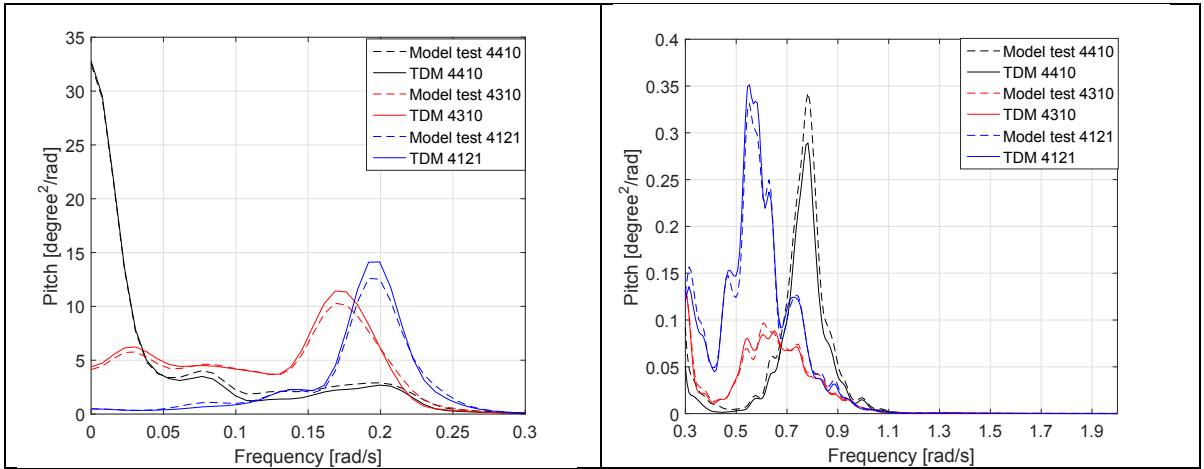 35
30
25
20
15
10
5
0
Pitch [degree²/rad]
0 0.05 0.1 0.15 0.2 0.25 0.3
Frequency [rad/s]
Model test 4410
TDM 4410
Model test 4310
TDM 4310
Model test 4121
TDM 4121
0.4
0.35
0.3
0.25
0.2
0.15
0.1
0.05
0
Pitch [degree²/rad]
0.3 0.5 0.7 0.9 1.1 1.3 1.5 1.7 1.9
Frequency [rad/s]
Model test 4410
TDM 4410
Model test 4310
TDM 4310
Model test 4121
TDM 4121